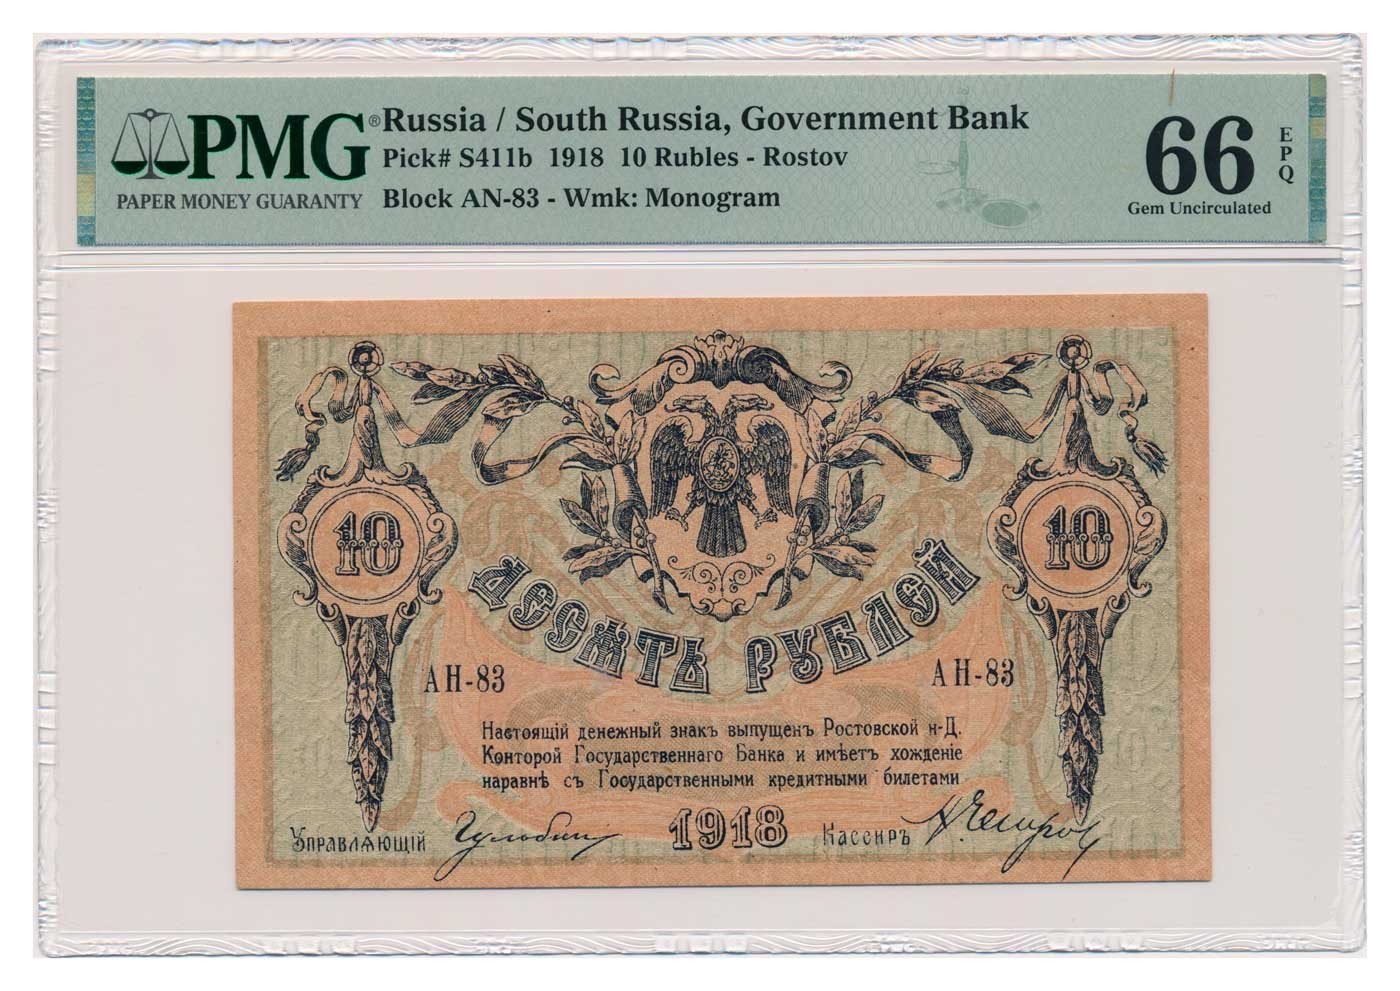 PMG®
PAPER MONEY GUARANTY
Russia / South Russia, Government Bank
Pick# S411b 1918 10 Rubles - Rostov
Block AN-83 - Wmk: Monogram
66
EPQ
Gem Uncirculated
10
10
ДЕСЯТЬ РУБЛЕЙ
АН-83
АН-83
Настоящій денежный знакъ выпущенъ Ростовской н-Д.
Конторой Государственнаго Банка и имѣетъ хожденіе
наравнѣ съ Государственными кредитными билетами
Управляющій
1918
Кассиръ